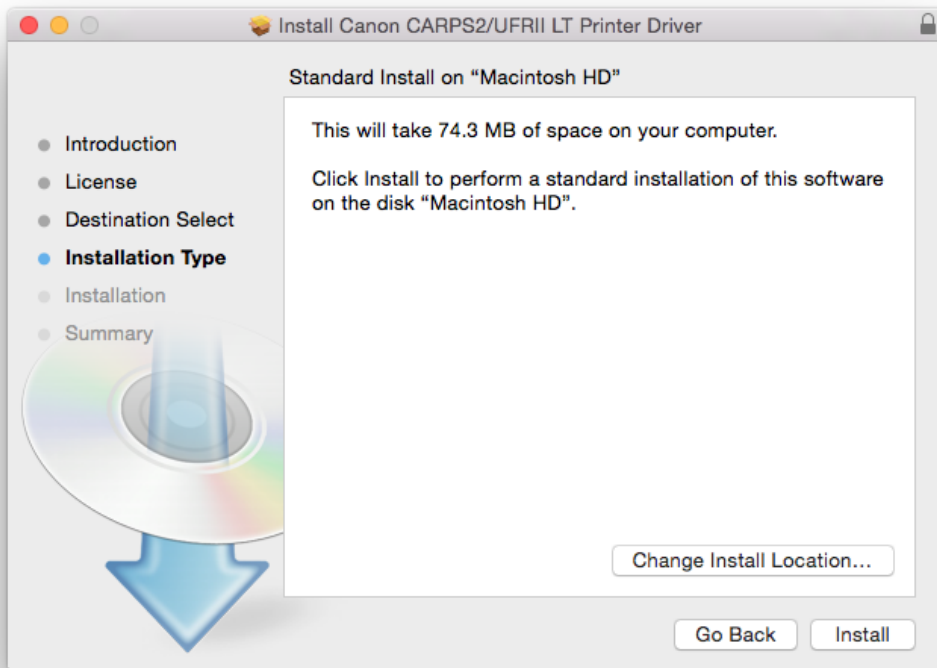 Install Canon CARPS2/UFRII LT Printer Driver
Standard Install on “Macintosh HD”
Introduction
License
Destination Select
Installation Type
Installation
Summary
This will take 74.3 MB of space on your computer.
Click Install to perform a standard installation of this software
on the disk “Macintosh HD”.
Change Install Location...
Go Back
Install